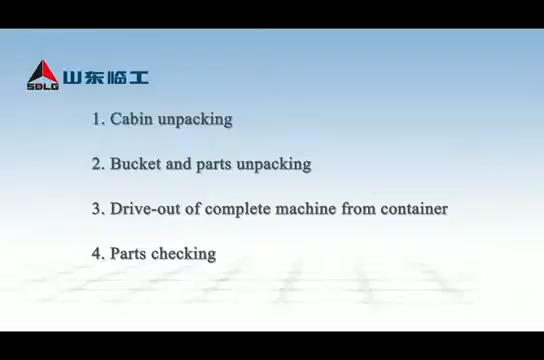 SDLG 山东临工
1. Cabin unpacking
2. Bucket and parts unpacking
3. Drive-out of complete machine from container
4. Parts checking